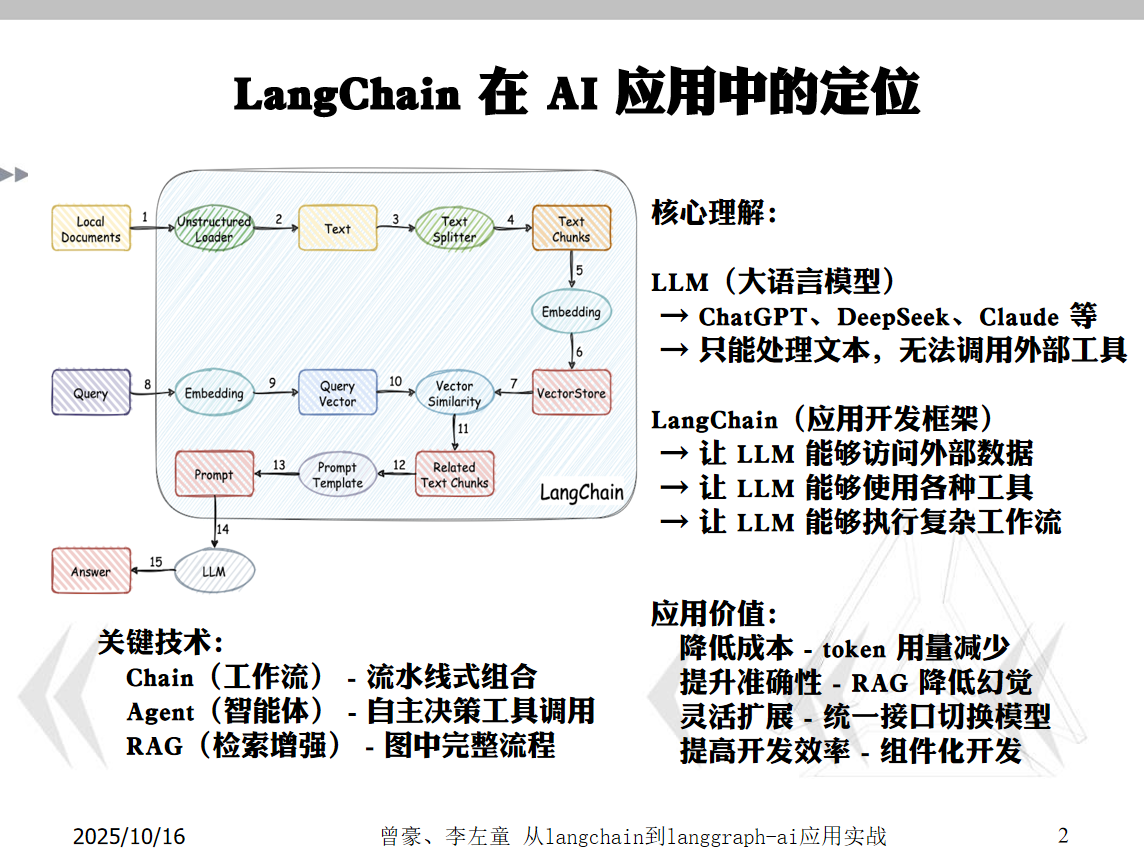 LangChain 在 AI 应用中的定位
Local
Documents
1
Unstructured
Loader
2
Text
3
Text
Splitter
4
Text
Chunks
5
Embedding
6
Query
8
Embedding
9
Query
Vector
10
Vector
Similarity
7
VectorStore
11
Prompt
13
Prompt
Template
12
Related
Text Chunks
LangChain
14
Answer
15
LLM
核心理解：
LLM（大语言模型）
→ ChatGPT、DeepSeek、Claude 等
→ 只能处理文本，无法调用外部工具
LangChain（应用开发框架）
→ 让 LLM 能够访问外部数据
→ 让 LLM 能够使用各种工具
→ 让 LLM 能够执行复杂工作流
关键技术：
Chain（工作流） - 流水线式组合
Agent（智能体） - 自主决策工具调用
RAG（检索增强） - 图中完整流程
应用价值：
降低成本 - token 用量减少
提升准确性 - RAG 降低幻觉
灵活扩展 - 统一接口切换模型
提高开发效率 - 组件化开发
2025/10/16
曾豪、李左童 从langchain到langgraph-ai应用实战
2